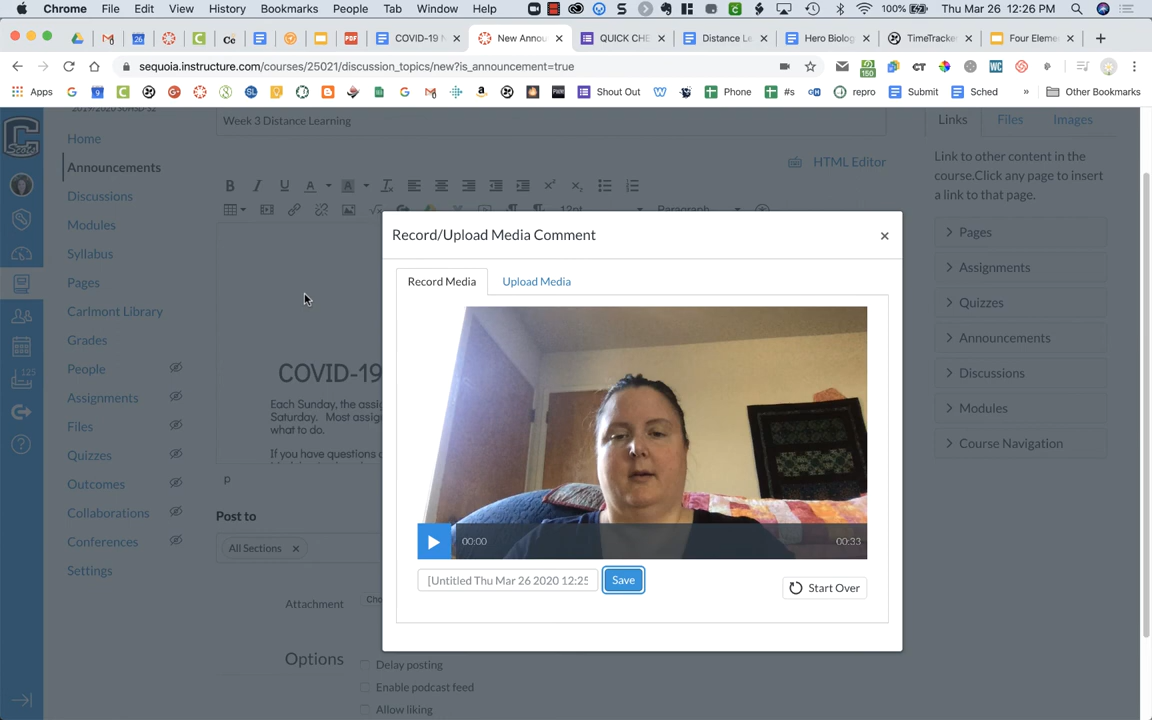 Chrome File Edit View History Bookmarks People Tab Window Help 100% Thu Mar 26 12:26 PM
COVID-19 New Annou QUICK CHE Distance Le Hero Biolog TimeTracke Four Eleme
sequoia.instructure.com/courses/25021/discussion_topics/new?is_announcement=true
Apps Shout Out Phone #s repro Submit Sched » Other Bookmarks
Week 3 Distance Learning
Links Files Images
HTML Editor
Link to other content in the
course.Click any page to insert
a link to that page.
Home
Announcements
Discussions
Modules
Syllabus
Pages
Carlmont Library
Grades
People
Assignments
Files
Quizzes
Outcomes
Collaborations
Conferences
Settings
12pt Paragraph
COVID-19
Each Sunday, the assig
Saturday. Most assig
what to do.
If you have questions
p
Post to
All Sections ×
Attachment Cho
Options
Delay posting
Enable podcast feed
Allow liking
Record/Upload Media Comment ×
Record Media Upload Media
00:00 00:33
[Untitled Thu Mar 26 2020 12:25 Save
Start Over
Pages
Assignments
Quizzes
Announcements
Discussions
Modules
Course Navigation